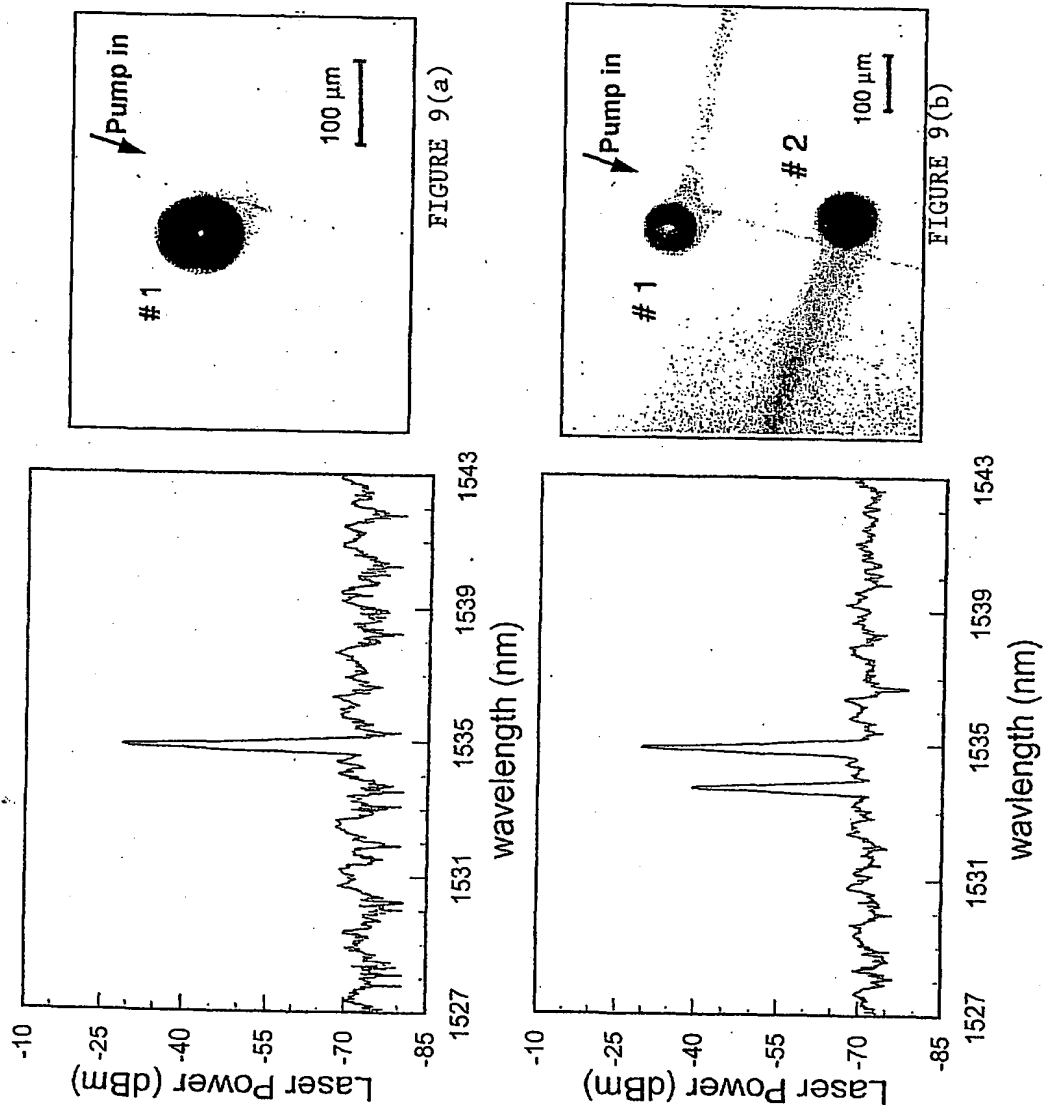 -10
-25
-40
-55
-70
-85
Laser Power (dBm)
1527
1531
1535
1539
1543
wavelength (nm)
Pump in
# 1
100 µm
FIGURE 9(a)
-10
-25
-40
-55
-70
-85
Laser Power (dBm)
1527
1531
1535
1539
1543
wavlength (nm)
Pump in
# 1
# 2
100 µm
FIGURE 9(b)